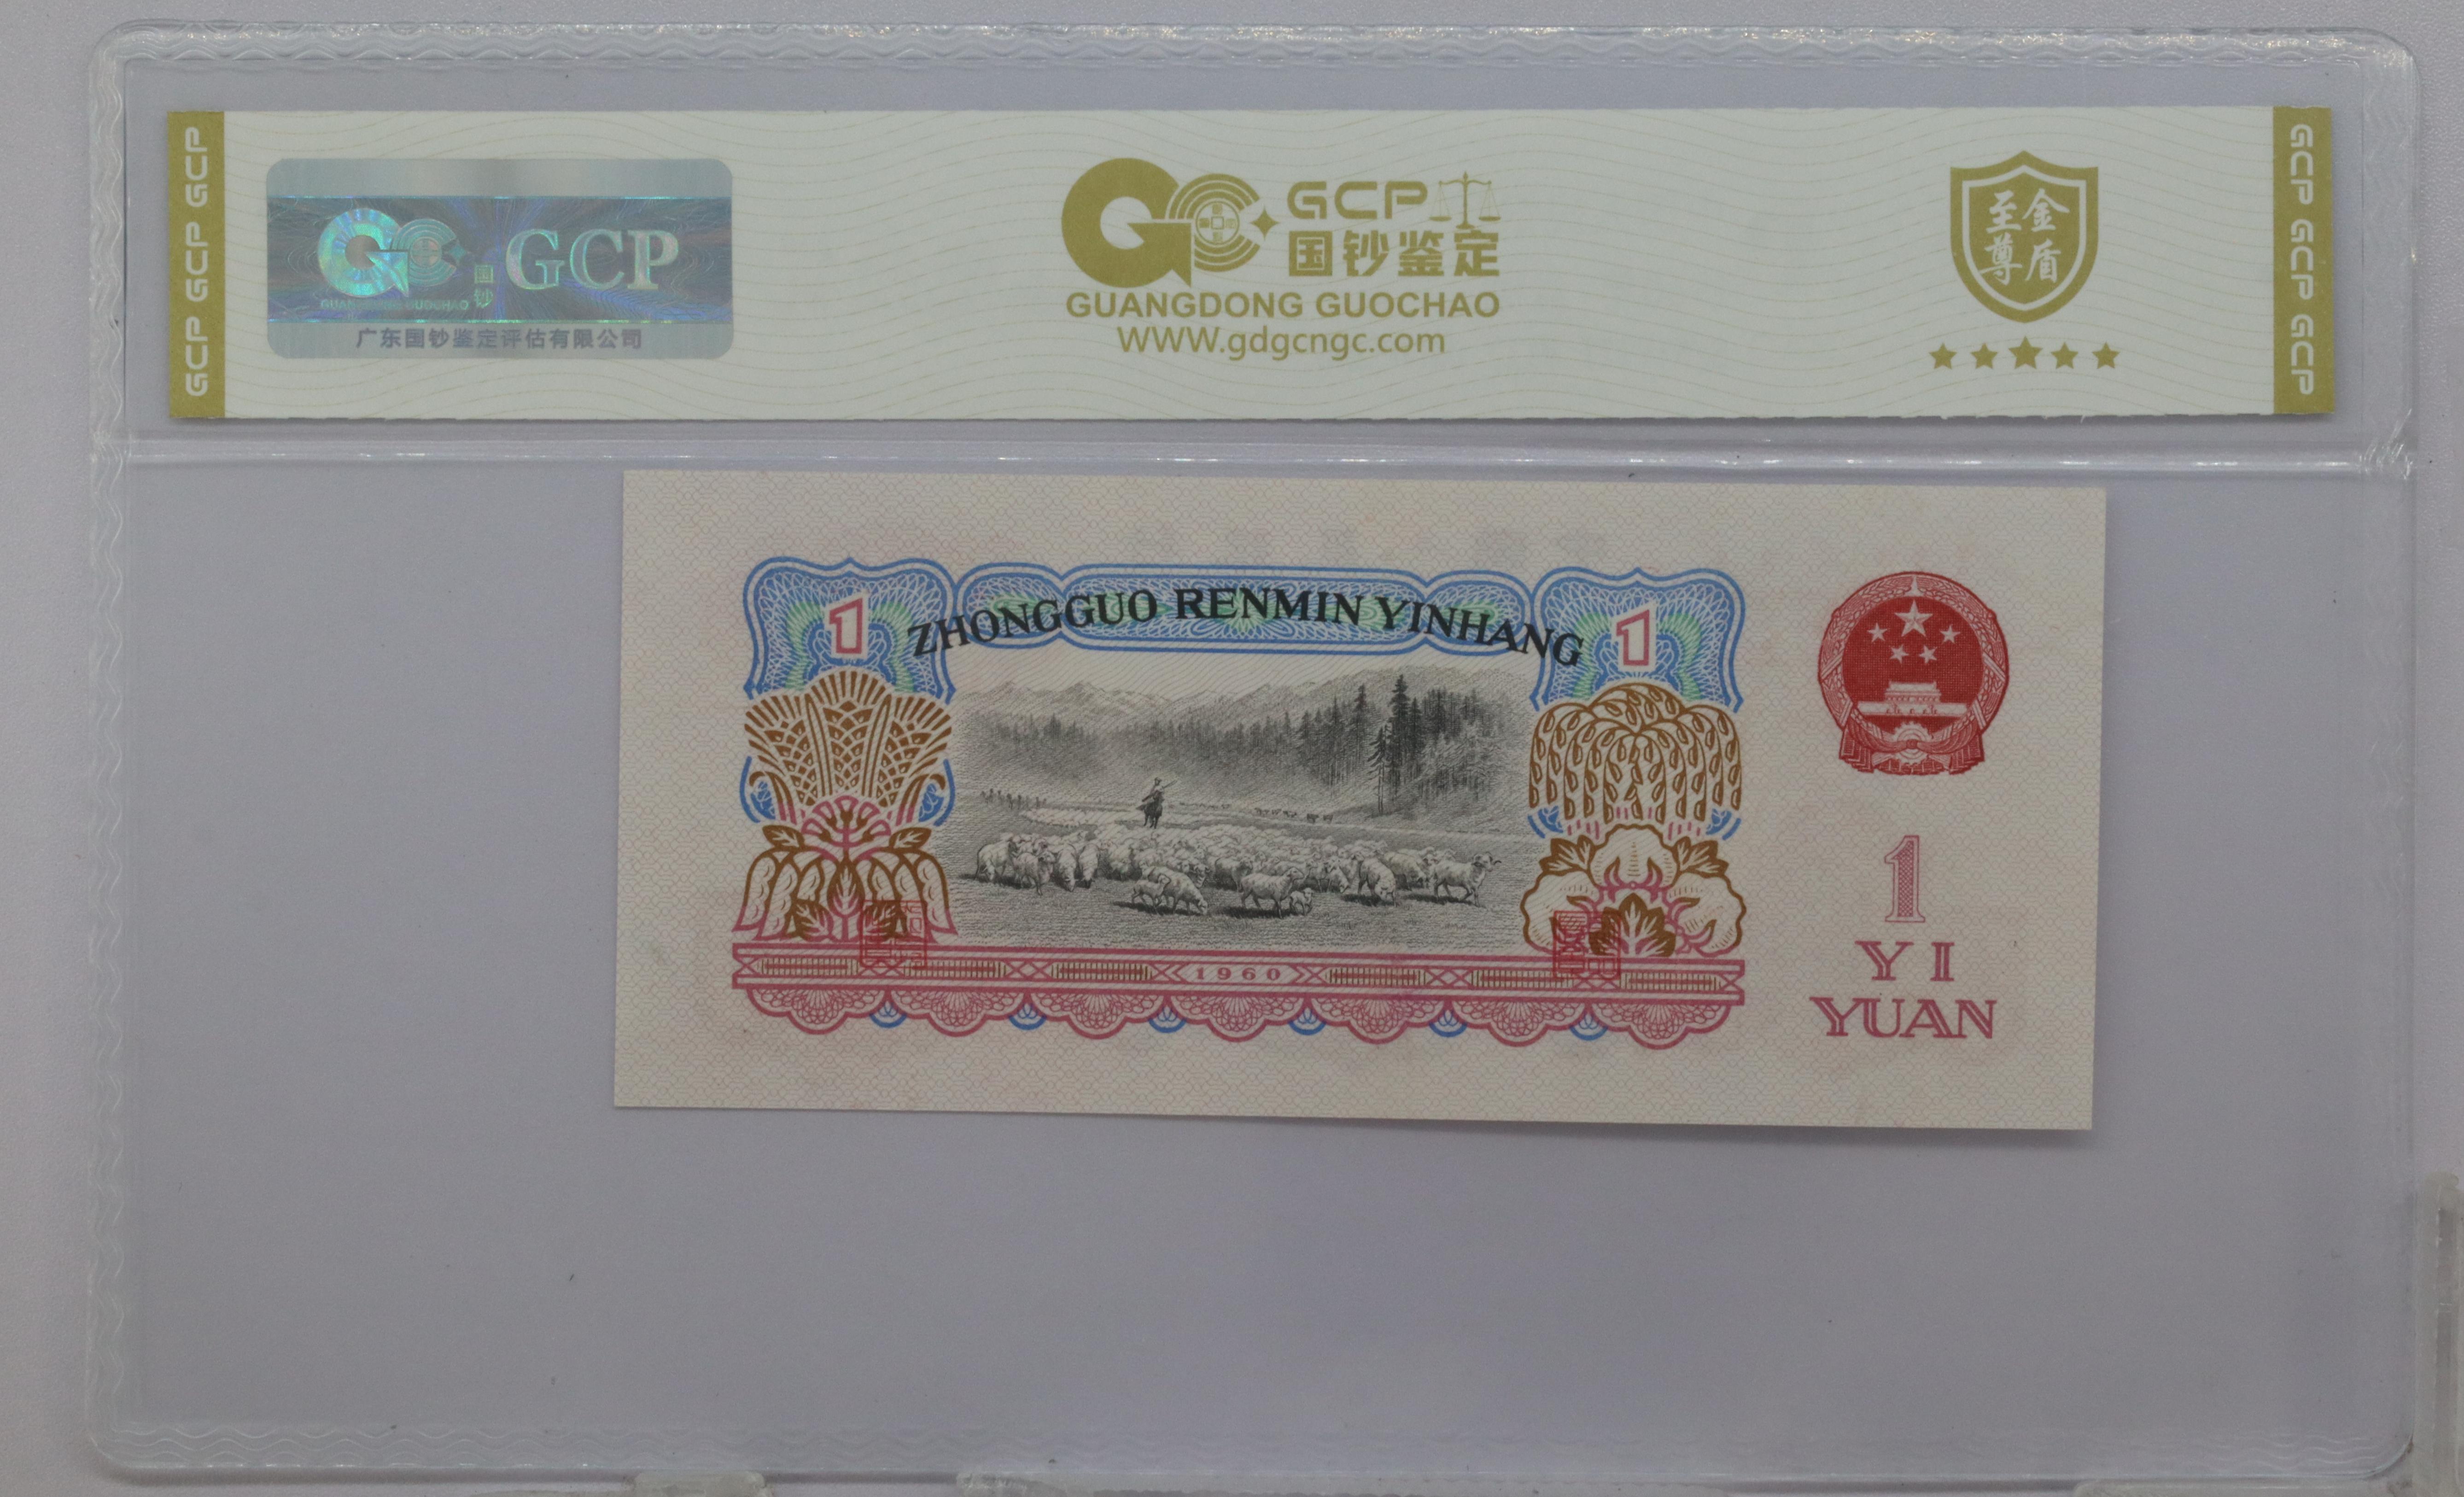 GCP GCP GCP
GUANGDONG GUOCHAO
国钞
GCP
广东国钞鉴定评估有限公司
GCP
国钞鉴定
GUANGDONG GUOCHAO
WWW.gdgcngc.com
至尊
金盾
GCP GCP GCP
1
ZHONGGUO RENMIN YINHANG
1
1960
1
YI
YUAN